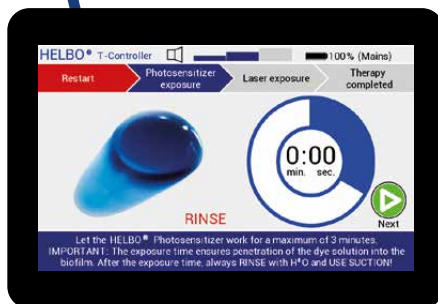 HELBO® T-Controller 100% (Mains)
Restart
Photosensitizer
exposure
Laser exposure
Therapy
completed
0:00
min. sec.
RINSE
Next
Let the HELBO® Photosensitizer work for a maximum of 3 minutes.
IMPORTANT: The exposure time ensures penetration of the dye solution into the
biofilm. After the exposure time, always RINSE with H²O and USE SUCTION!